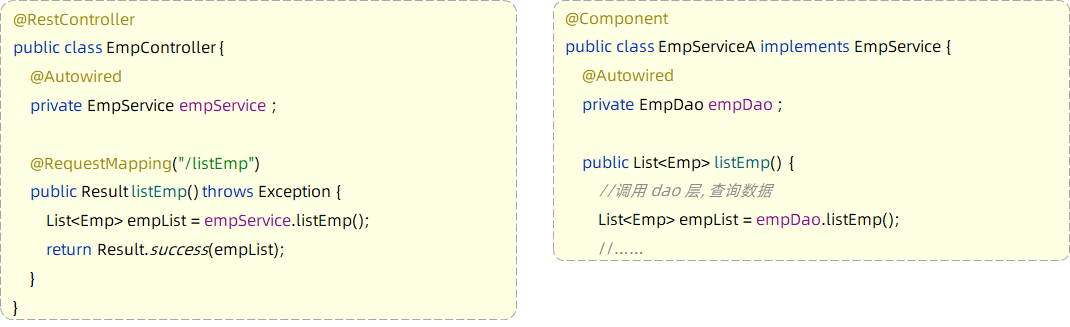 @RestController
public class EmpController {
@Autowired
private EmpService empService ;
@RequestMapping("/listEmp")
public Result listEmp() throws Exception {
List<Emp> empList = empService.listEmp();
return Result.success(empList);
}
}
@Component
public class EmpServiceA implements EmpService {
@Autowired
private EmpDao empDao ;
public List<Emp> listEmp() {
//调用 dao 层, 查询数据
List<Emp> empList = empDao.listEmp();
//......